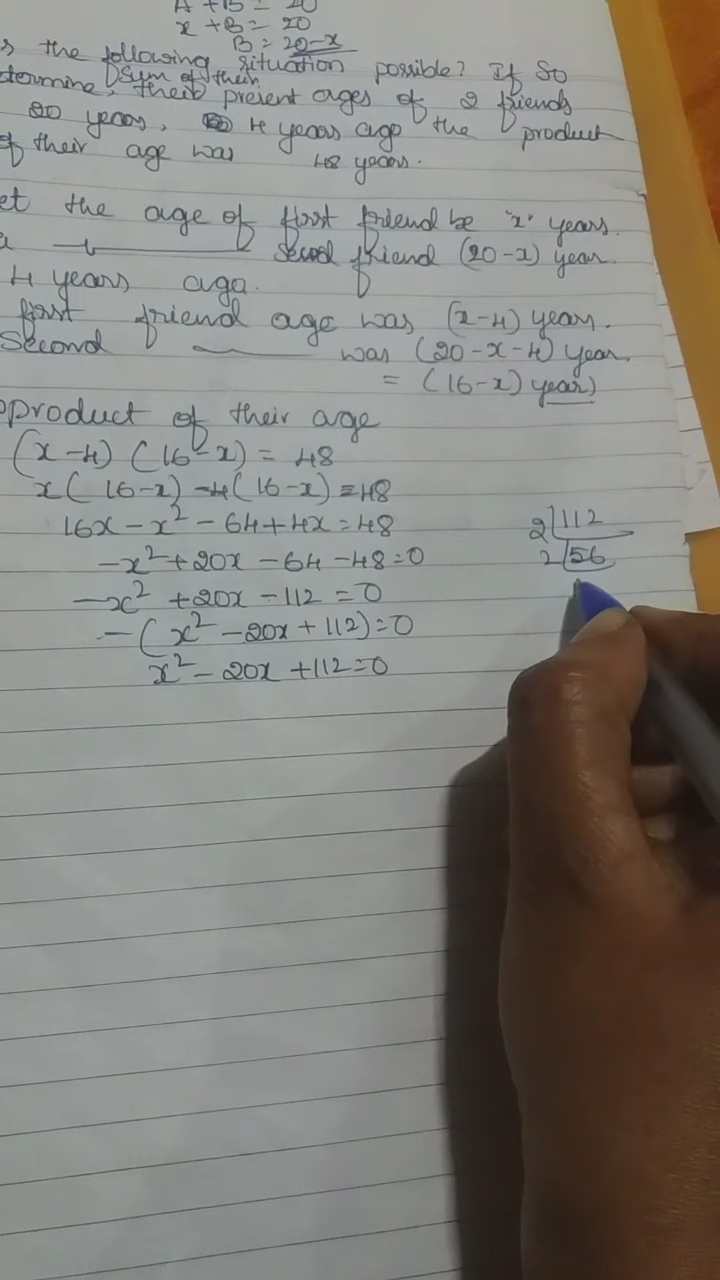 A + B = 20
x + B = 20
B = 20-x
the following situation possible? If So
Sum of their
their present ages of 2 friends
20 years, 4 years ago the product
of their age was 48 years.
the age of first friend be "x" years.
Second friend (20-x) year.
4 years ago.
first friend age was (x-4) years.
Second was (20-x-4) year.
= (16-x) year)
product of their age
(x-4) (16-x) = 48
x(16-x) -4(16-x) = 48
16x - x² - 64 + 4x = 48
-x² + 20x - 64 - 48 = 0
-x² + 20x - 112 = 0
-(x² - 20x + 112) = 0
x² - 20x + 112 = 0
2 112
2 56